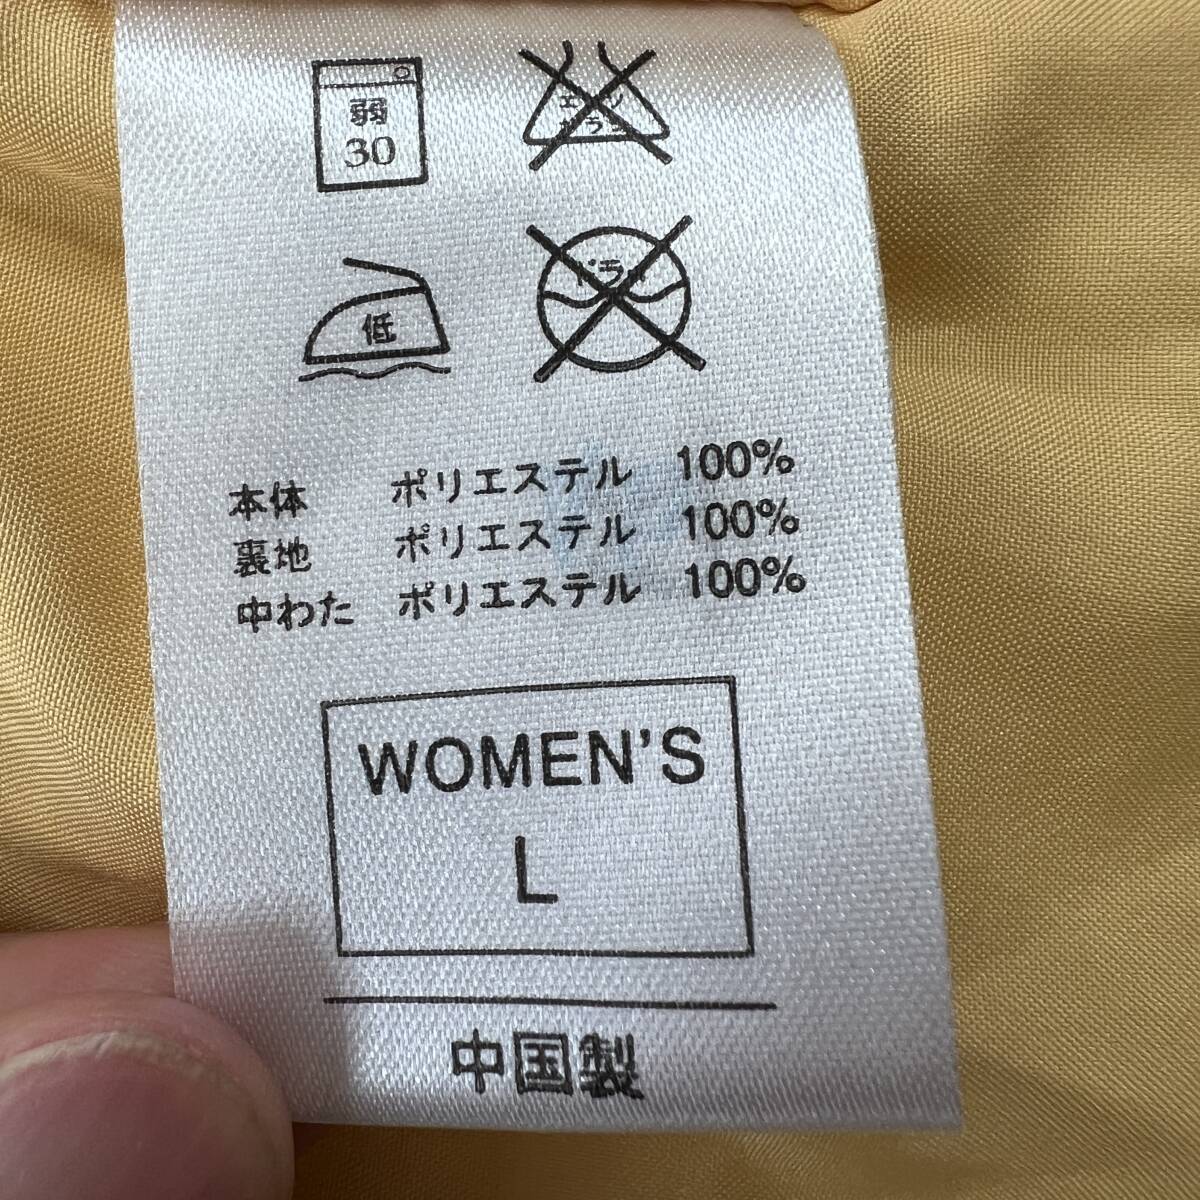 弱
30
低
本体 ポリエステル 100%
裏地 ポリエステル 100%
中わた ポリエステル 100%
WOMEN'S
L
中国製